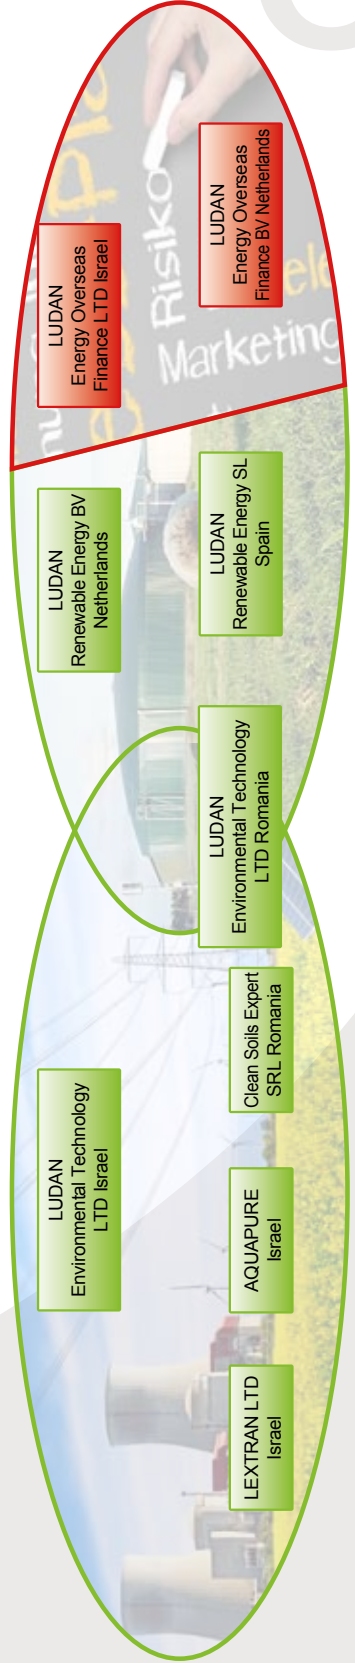 LUDAN
Environmental Technology
LTD Israel
LUDAN
Renewable Energy BV
Netherlands
LUDAN
Energy Overseas
Finance LTD Israel
LEXTRAN LTD
Israel
AQUAPURE
Israel
Clean Soils Expert
SRL Romania
LUDAN
Environmental Technology
LTD Romania
LUDAN
Renewable Energy SL
Spain
LUDAN
Energy Overseas
Finance BV Netherlands
Risiko
Marketing